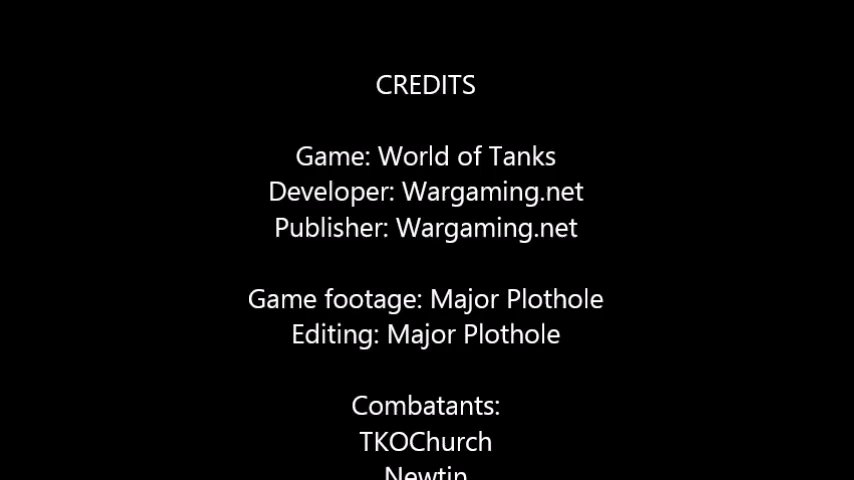 CREDITS
Game: World of Tanks
Developer: Wargaming.net
Publisher: Wargaming.net
Game footage: Major Plothole
Editing: Major Plothole
Combatants:
TKOChurch
Newtin